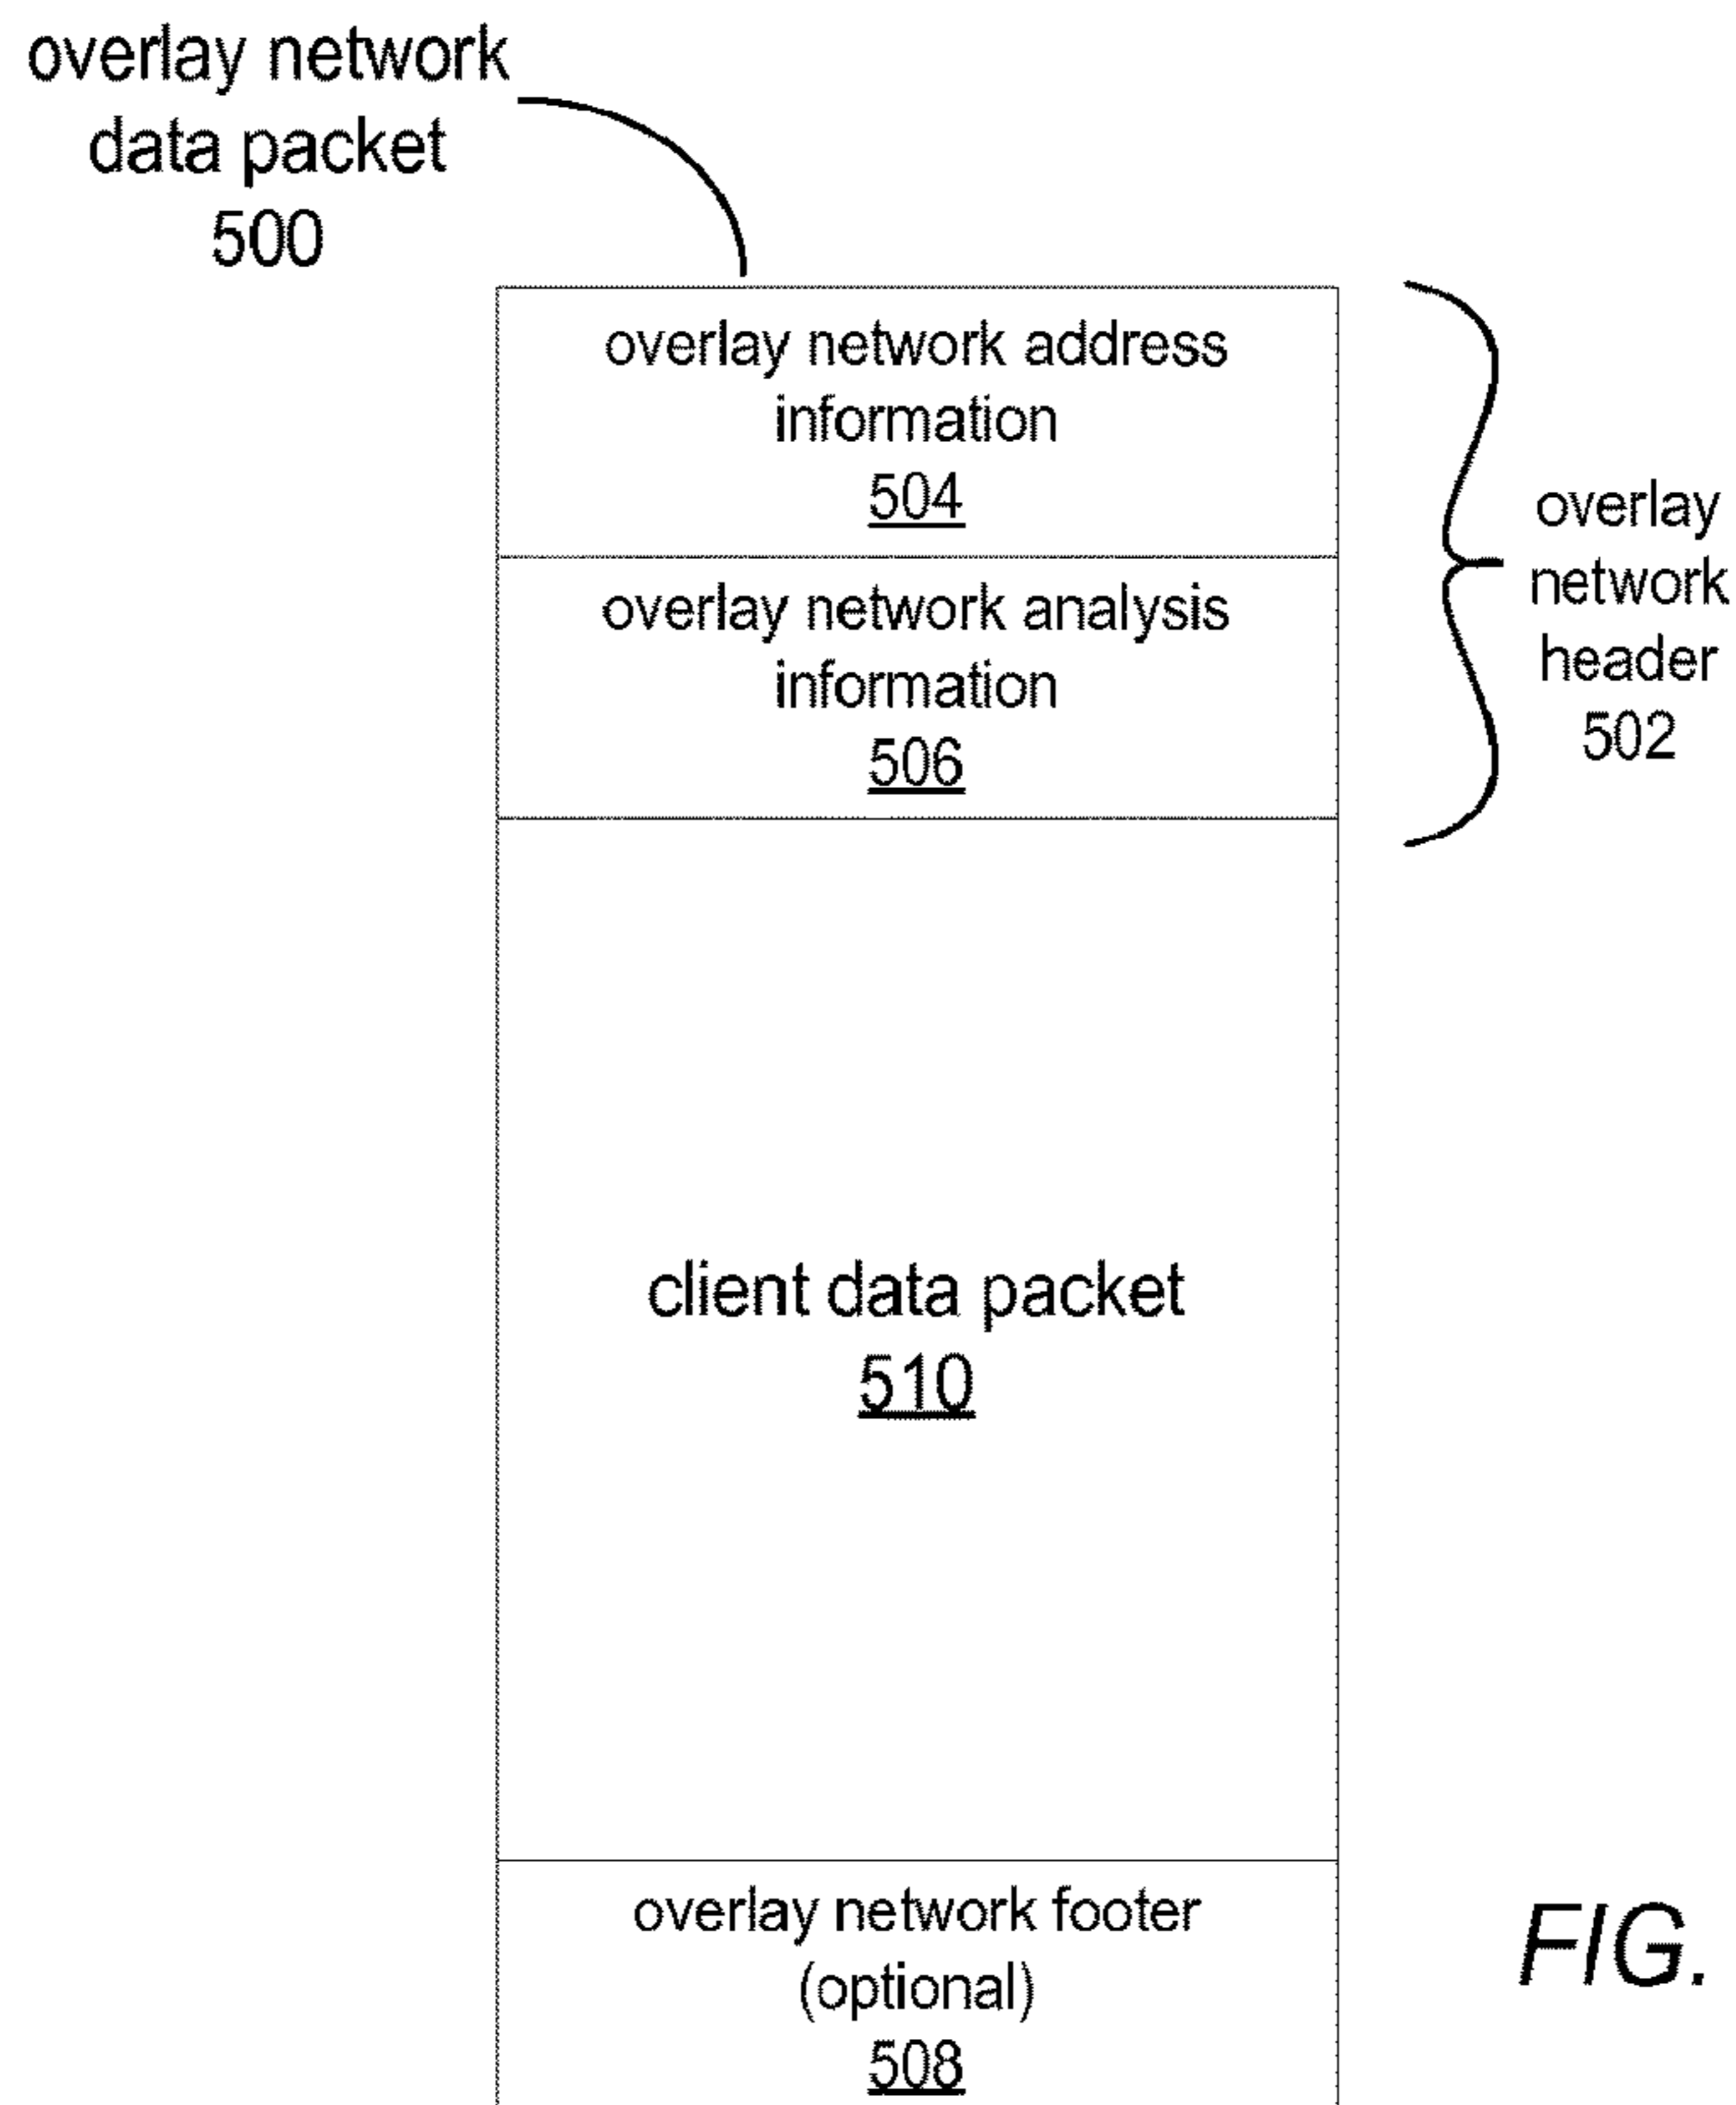 overlay network
data packet
500
overlay network address
information
504
overlay network analysis
information
506
overlay
network
header
502
client data packet
510
overlay network footer
(optional)
508
FIG.